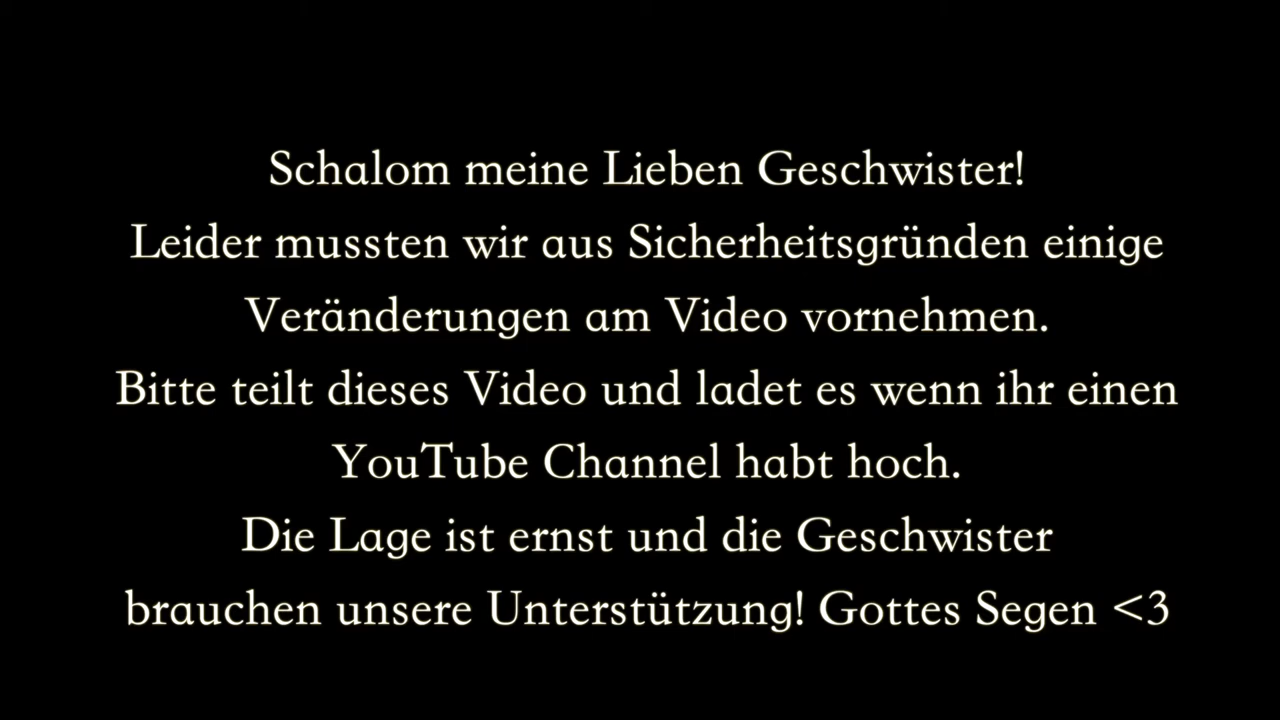 Schalom meine Lieben Geschwister!
Leider mussten wir aus Sicherheitsgründen einige
Veränderungen am Video vornehmen.
Bitte teilt dieses Video und ladet es wenn ihr einen
YouTube Channel habt hoch.
Die Lage ist ernst und die Geschwister
brauchen unsere Unterstützung! Gottes Segen <3